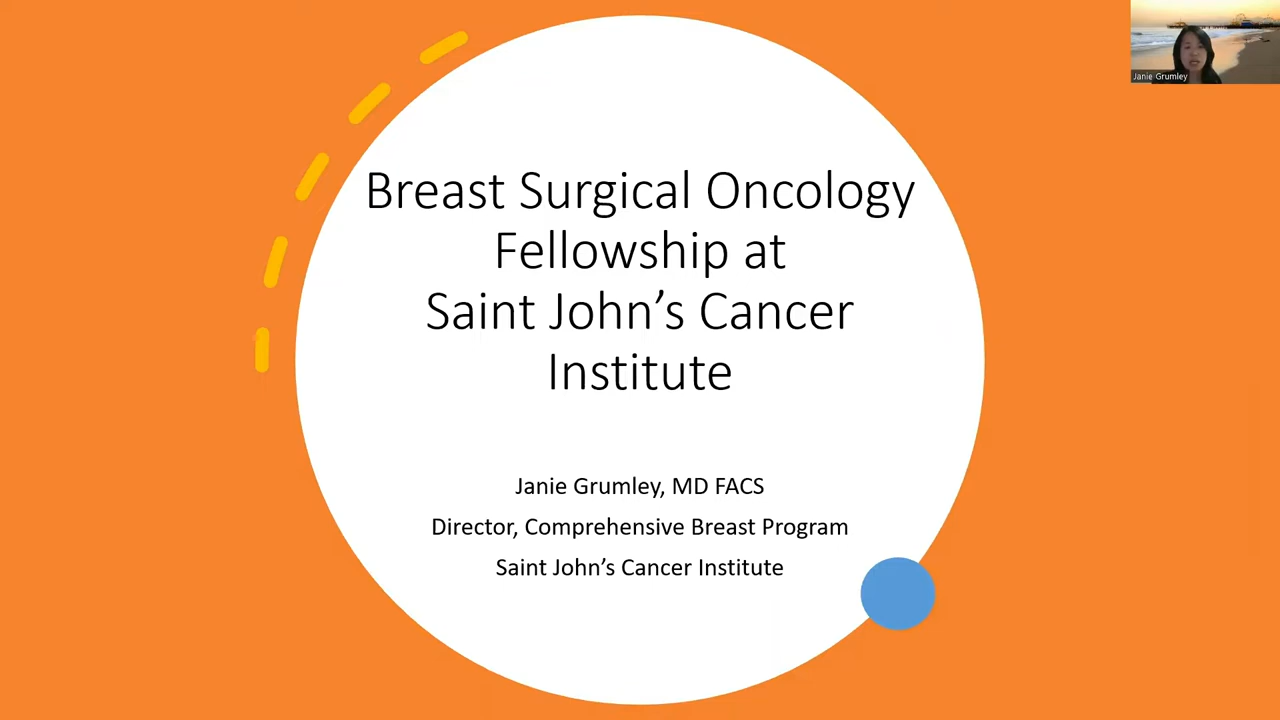 Janie Grumley
Breast Surgical Oncology
Fellowship at
Saint John’s Cancer
Institute
Janie Grumley, MD FACS
Director, Comprehensive Breast Program
Saint John’s Cancer Institute